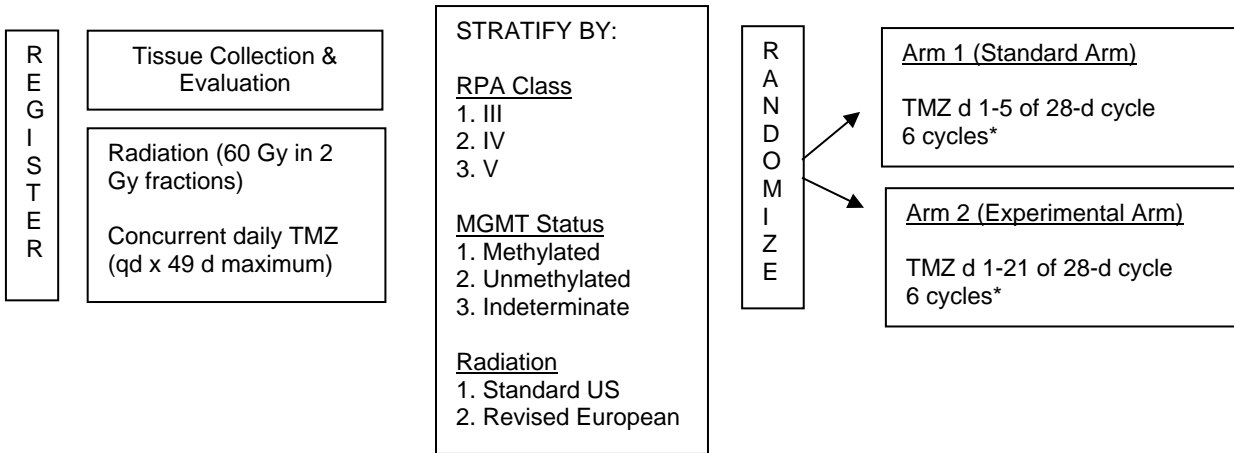 REGISTER
Tissue Collection &
Evaluation
Radiation (60 Gy in 2
Gy fractions)
Concurrent daily TMZ
(qd x 49 d maximum)
STRATIFY BY:
RPA Class
1. III
2. IV
3. V
MGMT Status
1. Methylated
2. Unmethylated
3. Indeterminate
Radiation
1. Standard US
2. Revised European
RANDOMIZE
Arm 1 (Standard Arm)
TMZ d 1-5 of 28-d cycle
6 cycles*
Arm 2 (Experimental Arm)
TMZ d 1-21 of 28-d cycle
6 cycles*